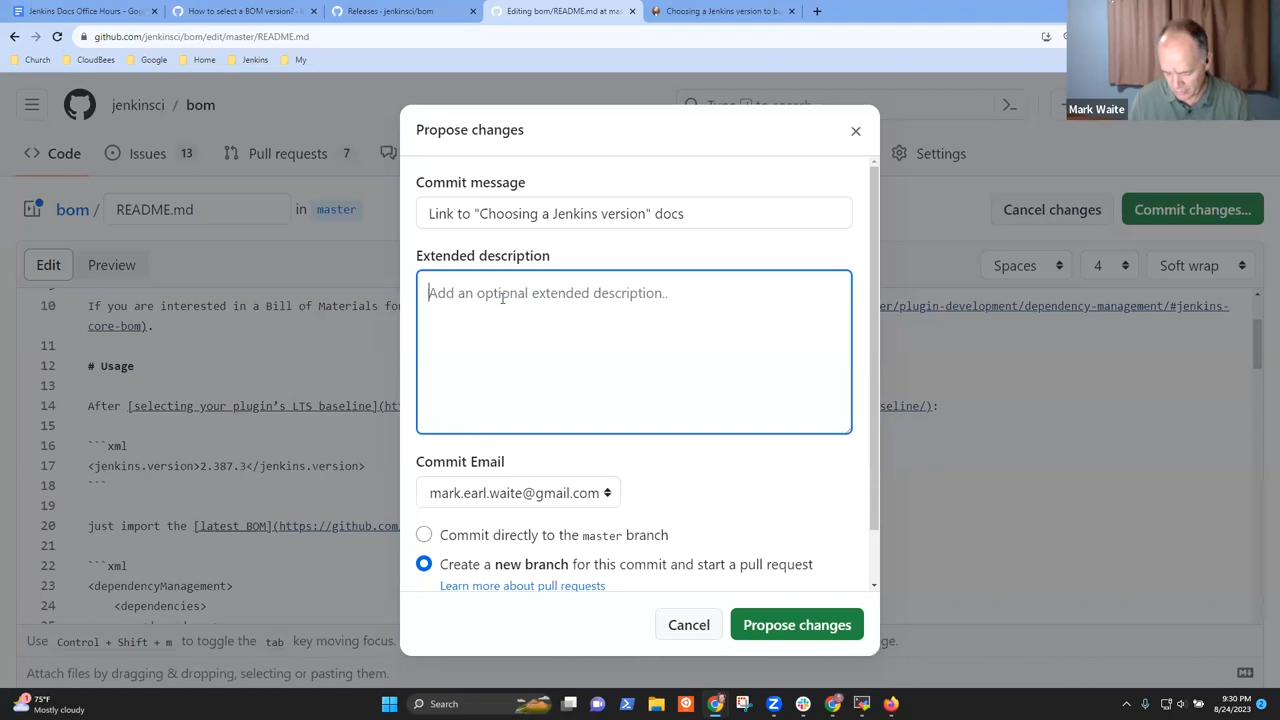 Jenkins Docs Office Hours - Go
How to select a BOM version? -
Releases · jenkinsci/bom
Editing bom/README.md at mas
Choosing a Jenkins version to bu
github.com/jenkinsci/bom/edit/master/README.md
Church CloudBees Google Home Jenkins My
jenkinsci / bom
Type / to search
Mark Waite
Code Issues 13 Pull requests 7 Settings
bom / README.md in master
Cancel changes Commit changes...
Edit Preview Spaces 4 Soft wrap
Propose changes
Commit message
Link to "Choosing a Jenkins version" docs
Extended description
Add an optional extended description..
Commit Email
mark.earl.waite@gmail.com
Commit directly to the master branch
Create a new branch for this commit and start a pull request
Learn more about pull requests
Cancel Propose changes
10 If you are interested in a Bill of Materials fo er/plugin-development/dependency-management/#jenkins-
core-bom).
11
12 # Usage
13
14 After [selecting your plugin’s LTS baseline](ht seline/):
15
16 ```xml
17 <jenkins.version>2.387.3</jenkins.version>
18 ```
19
20 just import the [latest BOM](https://github.com
21
22 ```xml
23 <dependencyManagement>
24 <dependencies>
Use Control + Shift + m to toggle the tab key moving focus.
Attach files by dragging & dropping, selecting or pasting them.
75°F
Mostly cloudy
Search
9:30 PM
8/24/2023
2